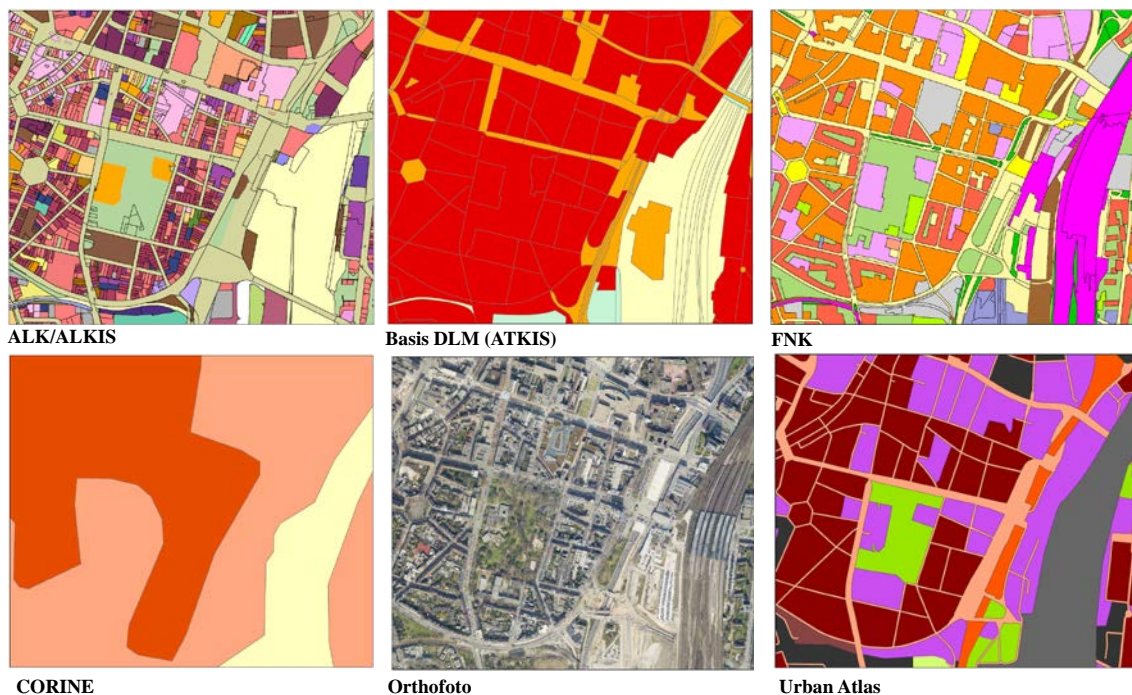 ALK/ALKIS
Basis DLM (ATKIS)
FNK
CORINE
Orthofoto
Urban Atlas